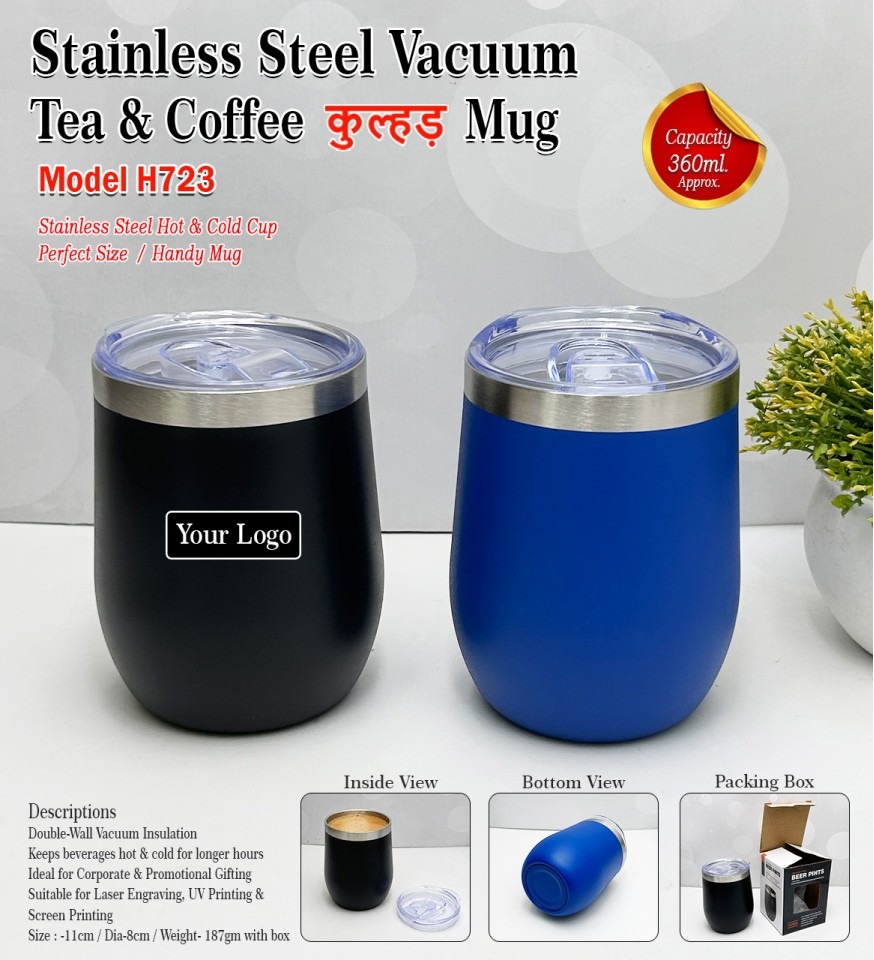 Stainless Steel Vacuum
Tea & Coffee कुल्हड़ Mug
Model H723
Stainless Steel Hot & Cold Cup
Perfect Size / Handy Mug
Capacity
360ml.
Approx.
Your Logo
Inside View
Bottom View
Packing Box
Descriptions
Double-Wall Vacuum Insulation
Keeps beverages hot & cold for longer hours
Ideal for Corporate & Promotional Gifting
Suitable for Laser Engraving, UV Printing &
Screen Printing
Size : -11cm / Dia-8cm / Weight- 187gm with box
BEER PINTS